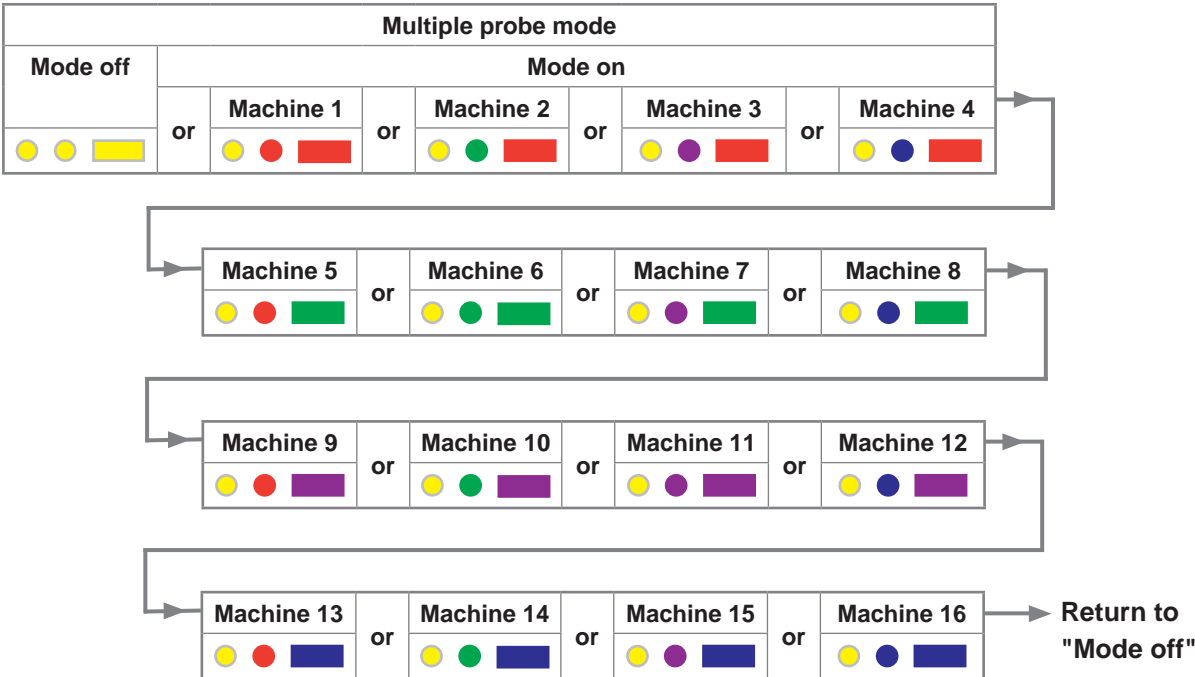 Multiple probe mode
Mode off
Mode on
or
Machine 1
or
Machine 2
or
Machine 3
or
Machine 4
Machine 5
or
Machine 6
or
Machine 7
or
Machine 8
Machine 9
or
Machine 10
or
Machine 11
or
Machine 12
Machine 13
or
Machine 14
or
Machine 15
or
Machine 16
Return to
"Mode off"